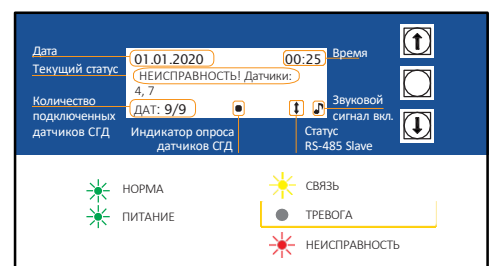 Дата
Текущий статус
Количество
подключенных
датчиков СГД
01.01.2020 00:25
НЕИСПРАВНОСТЬ! Датчики:
4, 7
ДАТ: 9/9
Индикатор опроса
датчиков СГД
Время
Звуковой
сигнал вкл.
Статус
RS-485 Slave
НОРМА
ПИТАНИЕ
СВЯЗЬ
ТРЕВОГА
НЕИСПРАВНОСТЬ